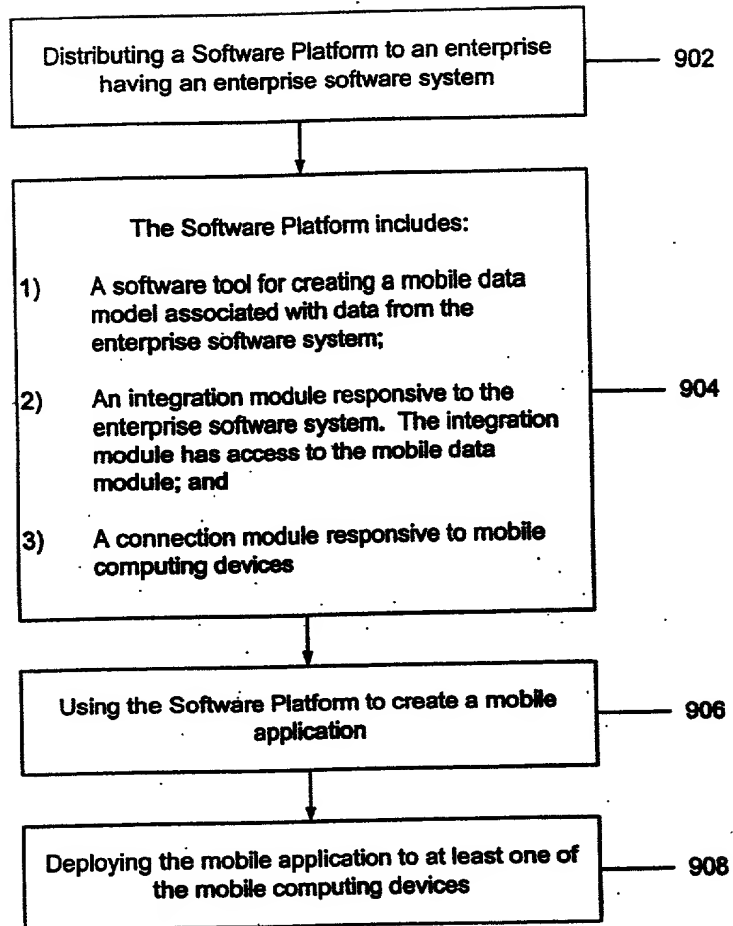 Distributing a Software Platform to an enterprise
having an enterprise software system
902
The Software Platform includes:
1) A software tool for creating a mobile data
model associated with data from the
enterprise software system;
2) An integration module responsive to the
enterprise software system. The integration
module has access to the mobile data
module; and
3) A connection module responsive to mobile
computing devices
904
Using the Software Platform to create a mobile
application
906
Deploying the mobile application to at least one of
the mobile computing devices
908